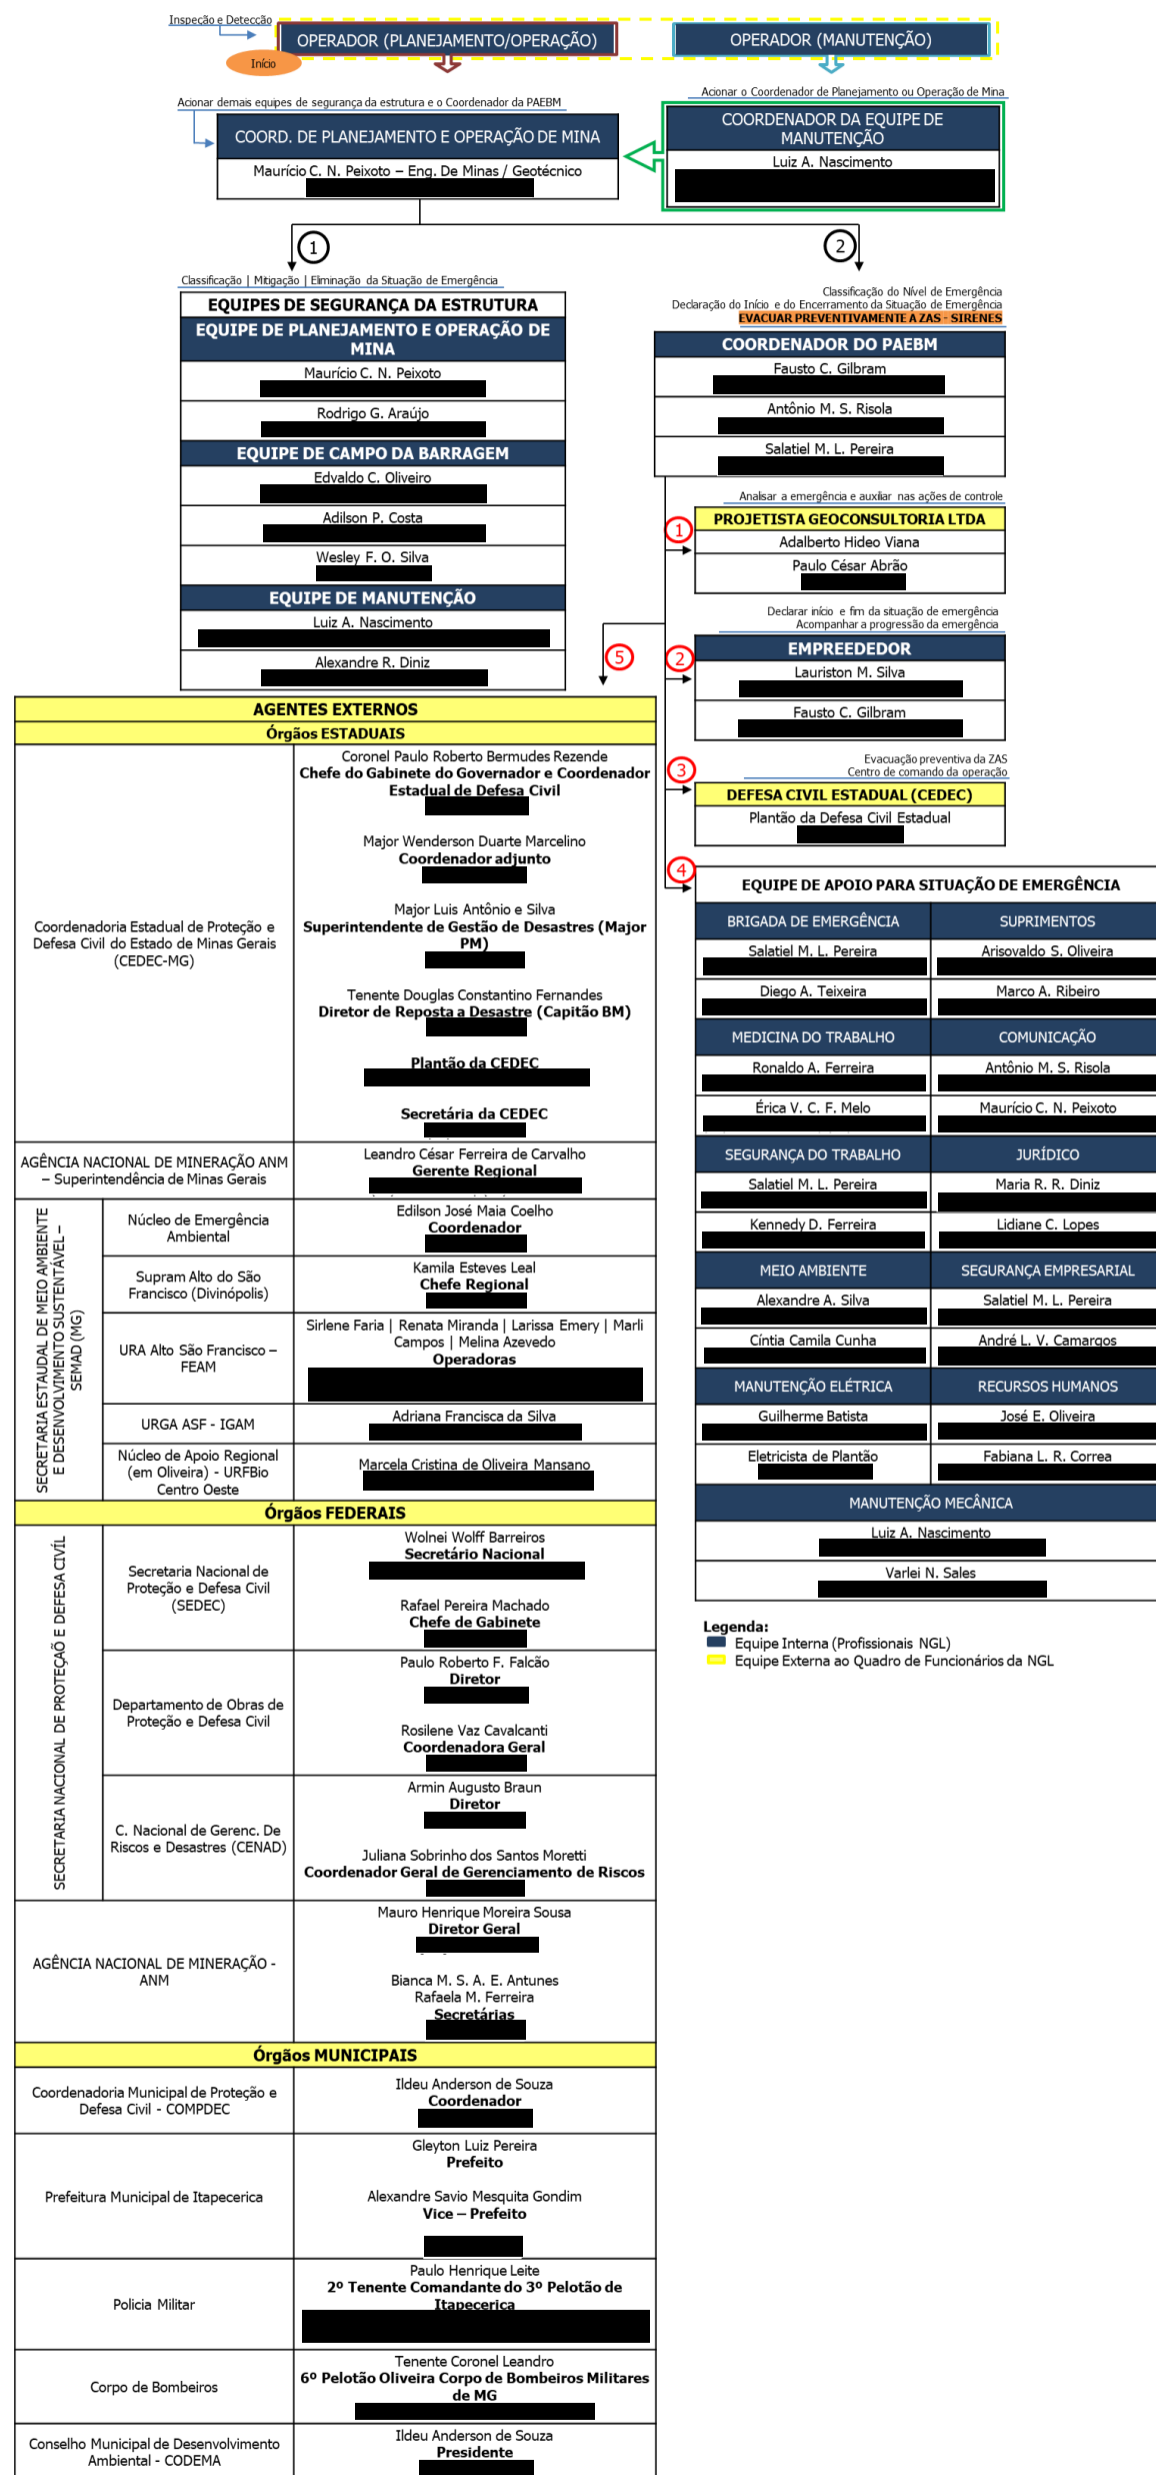 Inspeção e Detecção
OPERADOR (PLANEJAMENTO/OPERAÇÃO)
OPERADOR (MANUTENÇÃO)
Início
Acionar demais equipes de segurança da estrutura e o Coordenador da PAEBM
Acionar o Coordenador de Planejamento ou Operação de Mina
COORD. DE PLANEJAMENTO E OPERAÇÃO DE MINA
Maurício C. N. Peixoto – Eng. De Minas / Geotécnico
COORDENADOR DA EQUIPE DE
MANUTENÇÃO
Luiz A. Nascimento
1
2
Classificação | Mitigação | Eliminação da Situação de Emergência
EQUIPES DE SEGURANÇA DA ESTRUTURA
EQUIPE DE PLANEJAMENTO E OPERAÇÃO DE
MINA
Maurício C. N. Peixoto
Rodrigo G. Araújo
EQUIPE DE CAMPO DA BARRAGEM
Edvaldo C. Oliveiro
Adilson P. Costa
Wesley F. O. Silva
EQUIPE DE MANUTENÇÃO
Luiz A. Nascimento
Alexandre R. Diniz
Classificação do Nível de Emergência
Declaração do Início e do Encerramento da Situação de Emergência
EVACUAR PREVENTIVAMENTE A ZAS - SIRENES
COORDENADOR DO PAEBM
Fausto C. Gilbram
Antônio M. S. Risola
Salatiel M. L. Pereira
Analisar a emergência e auxiliar nas ações de controle
1
PROJETISTA GEOCONSULTORIA LTDA
Adalberto Hideo Viana
Paulo César Abrão
Declarar início e fim da situação de emergência
Acompanhar a progressão da emergência
5
2
EMPREEDEDOR
Lauriston M. Silva
Fausto C. Gilbram
Evacuação preventiva da ZAS
Centro de comando da operação
3
DEFESA CIVIL ESTADUAL (CEDEC)
Plantão da Defesa Civil Estadual
4
EQUIPE DE APOIO PARA SITUAÇÃO DE EMERGÊNCIA
BRIGADA DE EMERGÊNCIA
SUPRIMENTOS
Salatiel M. L. Pereira
Arisovaldo S. Oliveira
Diego A. Teixeira
Marco A. Ribeiro
MEDICINA DO TRABALHO
COMUNICAÇÃO
Ronaldo A. Ferreira
Antônio M. S. Risola
Érica V. C. F. Melo
Maurício C. N. Peixoto
SEGURANÇA DO TRABALHO
JURÍDICO
Salatiel M. L. Pereira
Maria R. R. Diniz
Kennedy D. Ferreira
Lidiane C. Lopes
MEIO AMBIENTE
SEGURANÇA EMPRESARIAL
Alexandre A. Silva
Salatiel M. L. Pereira
Cíntia Camila Cunha
André L. V. Camargos
MANUTENÇÃO ELÉTRICA
RECURSOS HUMANOS
Guilherme Batista
José E. Oliveira
Eletricista de Plantão
Fabiana L. R. Correa
MANUTENÇÃO MECÂNICA
Luiz A. Nascimento
Varlei N. Sales
Legenda:
Equipe Interna (Profissionais NGL)
Equipe Externa ao Quadro de Funcionários da NGL
AGENTES EXTERNOS
Órgãos ESTADUAIS
Coordenadoria Estadual de Proteção e
Defesa Civil do Estado de Minas Gerais
(CEDEC-MG)
Coronel Paulo Roberto Bermudes Rezende
Chefe do Gabinete do Governador e Coordenador
Estadual de Defesa Civil
Major Wenderson Duarte Marcelino
Coordenador adjunto
Major Luis Antônio e Silva
Superintendente de Gestão de Desastres (Major
PM)
Tenente Douglas Constantino Fernandes
Diretor de Reposta a Desastre (Capitão BM)
Plantão da CEDEC
Secretária da CEDEC
AGÊNCIA NACIONAL DE MINERAÇÃO ANM
– Superintendência de Minas Gerais
Leandro César Ferreira de Carvalho
Gerente Regional
SECRETARIA ESTAUDAL DE MEIO AMBIENTE
E DESENVOLVIMENTO SUSTENTÁVEL –
SEMAD (MG)
Núcleo de Emergência
Ambiental
Edilson José Maia Coelho
Coordenador
Supram Alto do São
Francisco (Divinópolis)
Kamila Esteves Leal
Chefe Regional
URA Alto São Francisco –
FEAM
Sirlene Faria | Renata Miranda | Larissa Emery | Marli
Campos | Melina Azevedo
Operadoras
URGA ASF - IGAM
Adriana Francisca da Silva
Núcleo de Apoio Regional
(em Oliveira) - URFBio
Centro Oeste
Marcela Cristina de Oliveira Mansano
Órgãos FEDERAIS
SECRETARIA NACIONAL DE PROTEÇAÕ E DEFESA CIVÍL
Secretaria Nacional de
Proteção e Defesa Civil
(SEDEC)
Wolnei Wolff Barreiros
Secretário Nacional
Rafael Pereira Machado
Chefe de Gabinete
Departamento de Obras de
Proteção e Defesa Civil
Paulo Roberto F. Falcão
Diretor
Rosilene Vaz Cavalcanti
Coordenadora Geral
C. Nacional de Gerenc. De
Riscos e Desastres (CENAD)
Armin Augusto Braun
Diretor
Juliana Sobrinho dos Santos Moretti
Coordenador Geral de Gerenciamento de Riscos
AGÊNCIA NACIONAL DE MINERAÇÃO -
ANM
Mauro Henrique Moreira Sousa
Diretor Geral
Bianca M. S. A. E. Antunes
Rafaela M. Ferreira
Secretárias
Órgãos MUNICIPAIS
Coordenadoria Municipal de Proteção e
Defesa Civil - COMPDEC
Ildeu Anderson de Souza
Coordenador
Prefeitura Municipal de Itapecerica
Gleyton Luiz Pereira
Prefeito
Alexandre Savio Mesquita Gondim
Vice – Prefeito
Policia Militar
Paulo Henrique Leite
2º Tenente Comandante do 3º Pelotão de
Itapecerica
Corpo de Bombeiros
Tenente Coronel Leandro
6º Pelotão Oliveira Corpo de Bombeiros Militares
de MG
Conselho Municipal de Desenvolvimento
Ambiental - CODEMA
Ildeu Anderson de Souza
Presidente